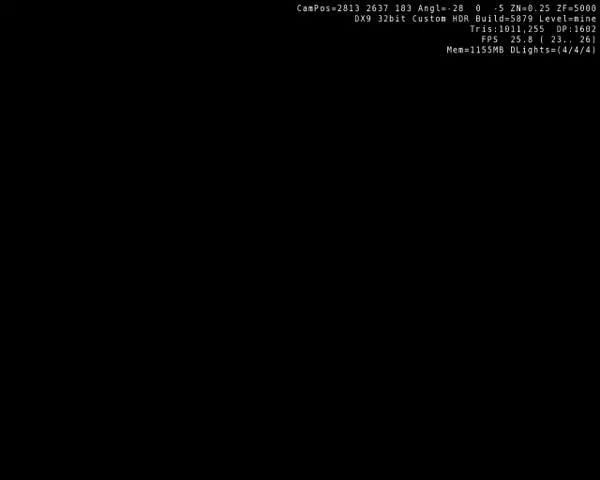 CamPos=2813 2637 183 Angl=-28 0 -5 ZN=0.25 ZF=5000
DX9 32bit Custom HDR Build=5879 Level=mine
Tris:1011,255 DP:1602
FPS 25.8 ( 23.. 26)
Mem=1155MB DLights=(4/4/4)